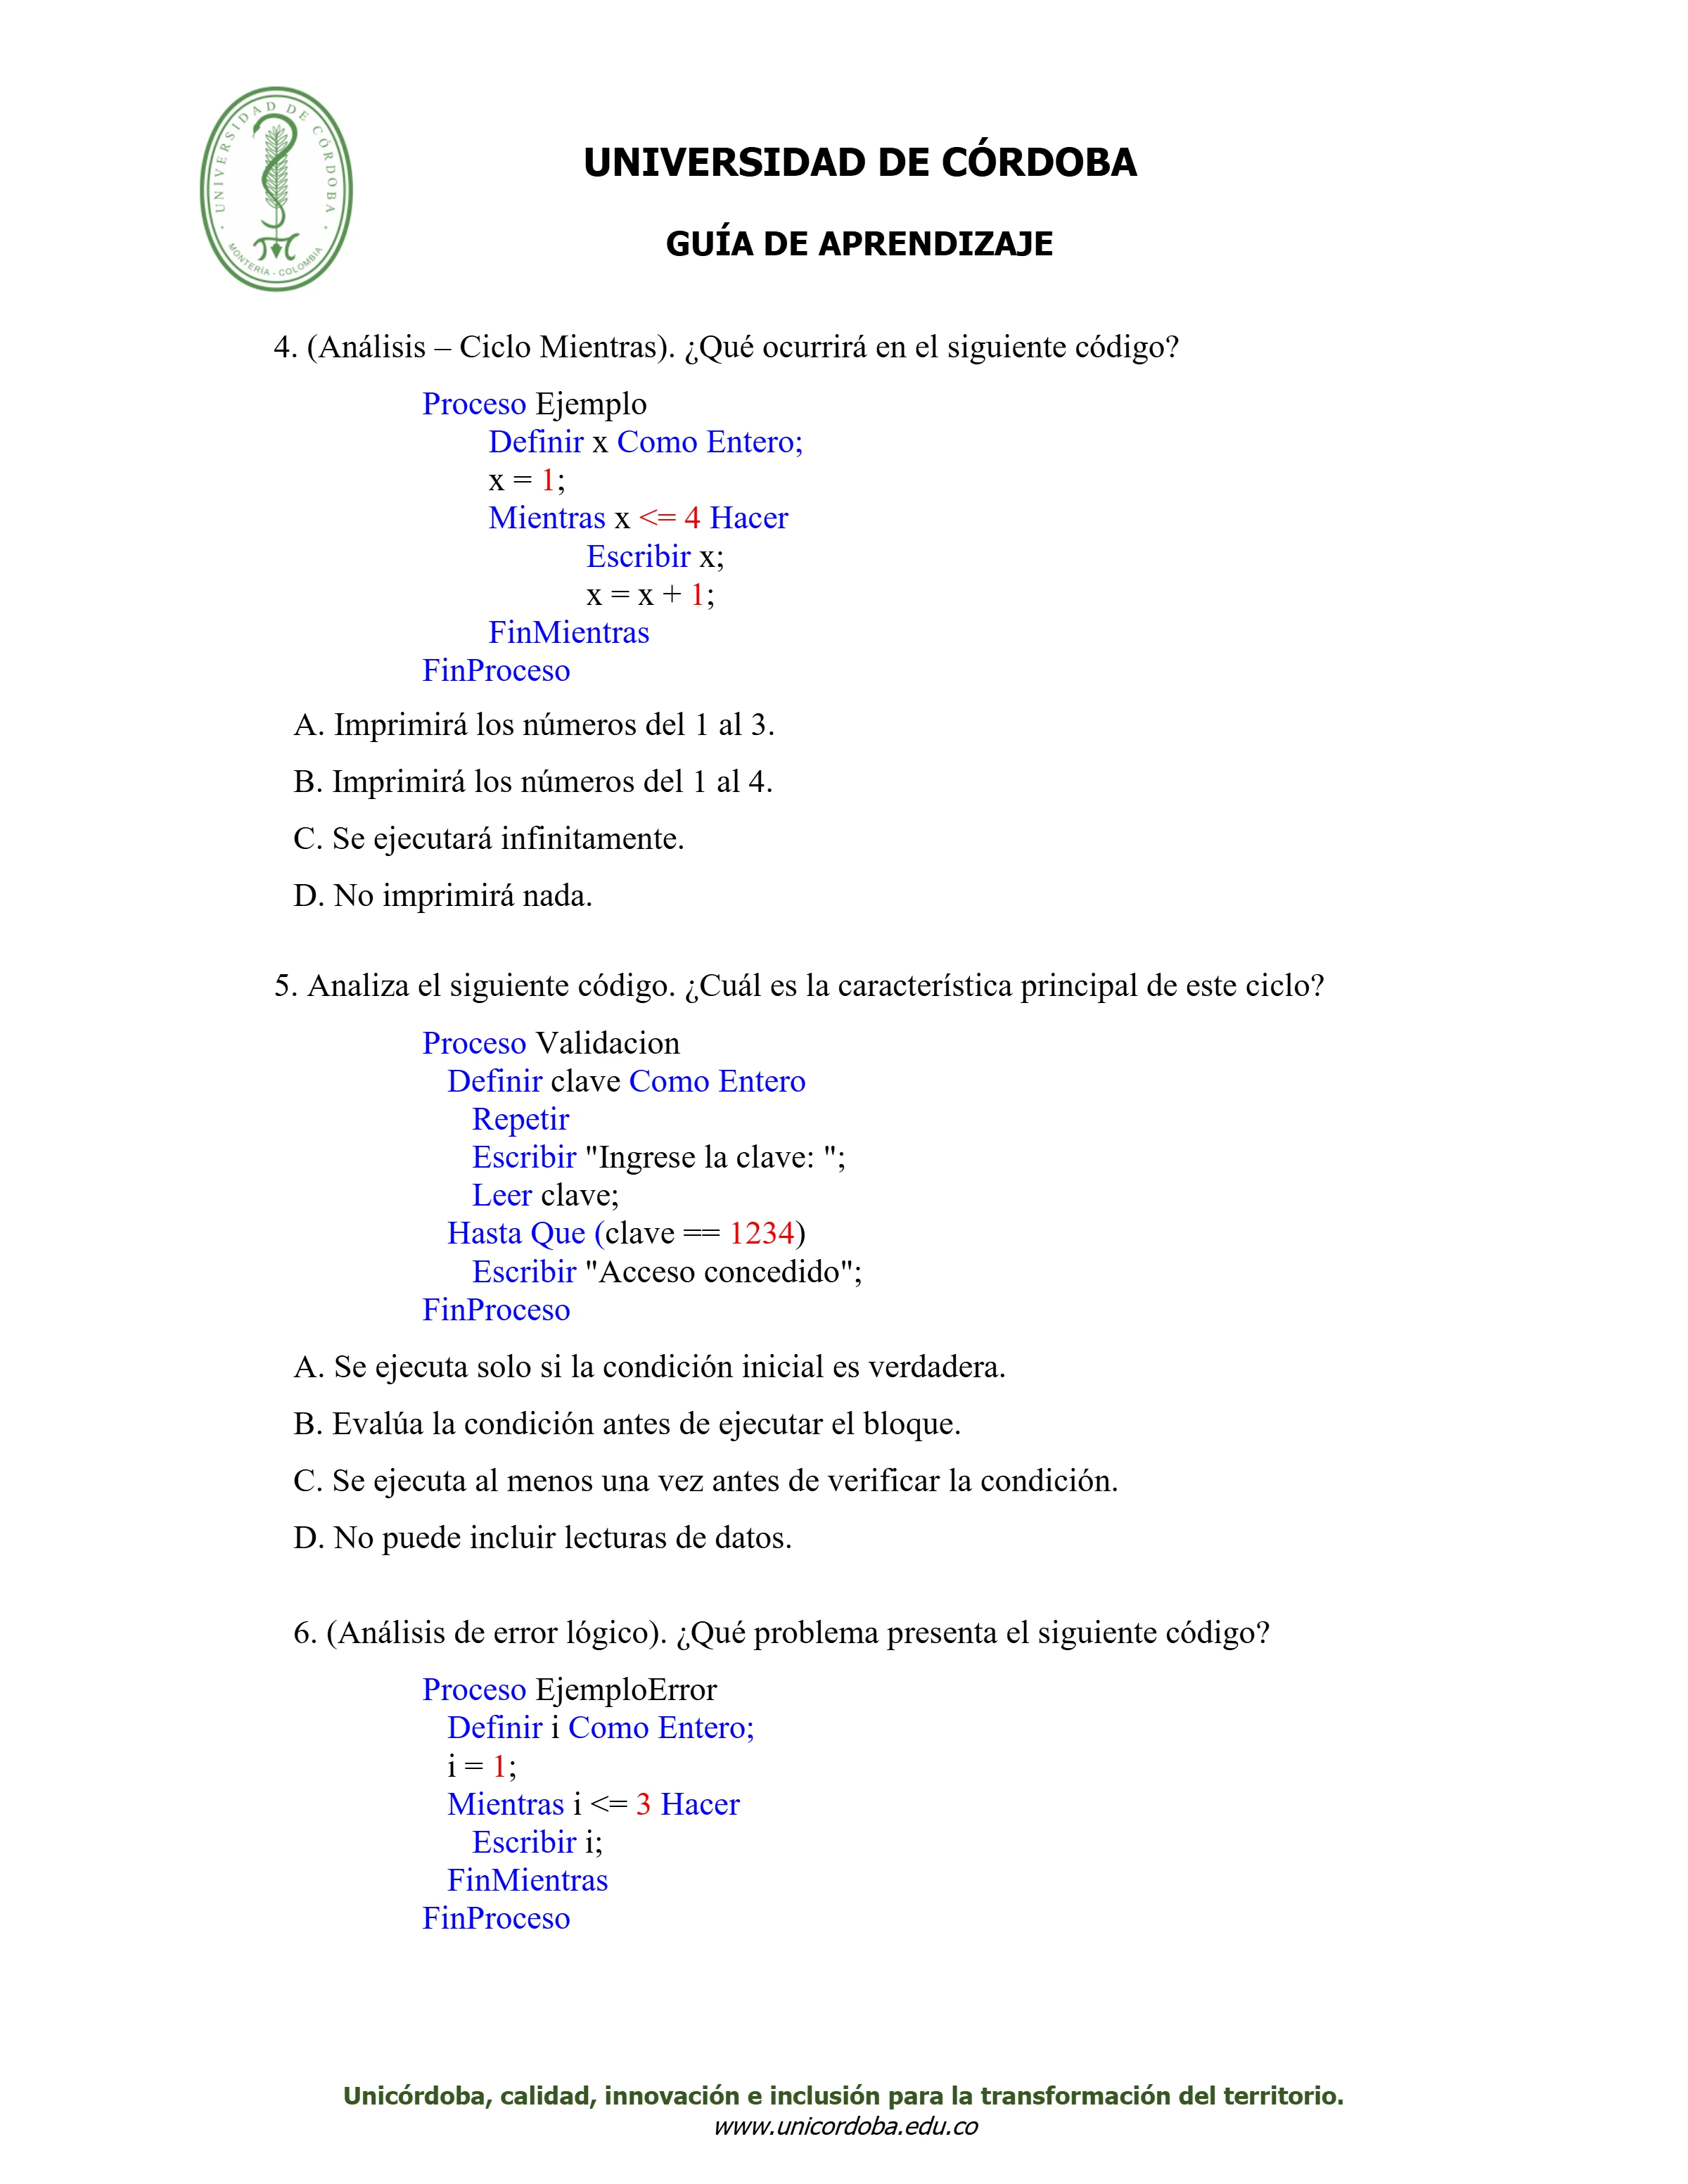 UNIVERSIDAD DE CÓRDOBA
MONTERÍA - COLOMBIA
UNIVERSIDAD DE CÓRDOBA
GUÍA DE APRENDIZAJE
4. (Análisis – Ciclo Mientras). ¿Qué ocurrirá en el siguiente código?
Proceso Ejemplo
Definir x Como Entero;
x = 1;
Mientras x <= 4 Hacer
Escribir x;
x = x + 1;
FinMientras
FinProceso
A. Imprimirá los números del 1 al 3.
B. Imprimirá los números del 1 al 4.
C. Se ejecutará infinitamente.
D. No imprimirá nada.
5. Analiza el siguiente código. ¿Cuál es la característica principal de este ciclo?
Proceso Validacion
Definir clave Como Entero
Repetir
Escribir "Ingrese la clave: ";
Leer clave;
Hasta Que (clave == 1234)
Escribir "Acceso concedido";
FinProceso
A. Se ejecuta solo si la condición inicial es verdadera.
B. Evalúa la condición antes de ejecutar el bloque.
C. Se ejecuta al menos una vez antes de verificar la condición.
D. No puede incluir lecturas de datos.
6. (Análisis de error lógico). ¿Qué problema presenta el siguiente código?
Proceso EjemploError
Definir i Como Entero;
i = 1;
Mientras i <= 3 Hacer
Escribir i;
FinMientras
FinProceso
Unicórdoba, calidad, innovación e inclusión para la transformación del territorio.
www.unicordoba.edu.co